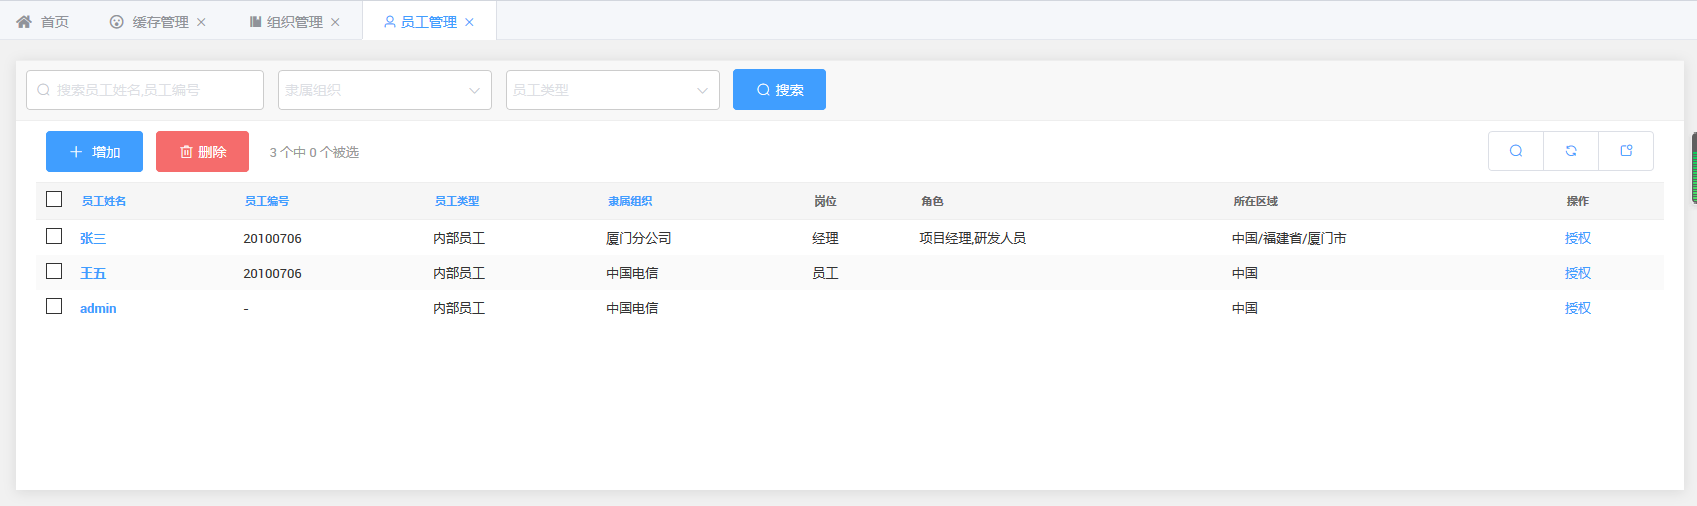 首页 缓存管理 组织管理 员工管理
搜索员工姓名,员工编号 隶属组织 员工类型 搜索
增加 删除 3 个中 0 个被选
员工姓名 员工编号 员工类型 隶属组织 岗位 角色 所在区域 操作
张三 20100706 内部员工 厦门分公司 经理 项目经理,研发人员 中国/福建省/厦门市 授权
王五 20100706 内部员工 中国电信 员工 中国 授权
admin - 内部员工 中国电信 中国 授权